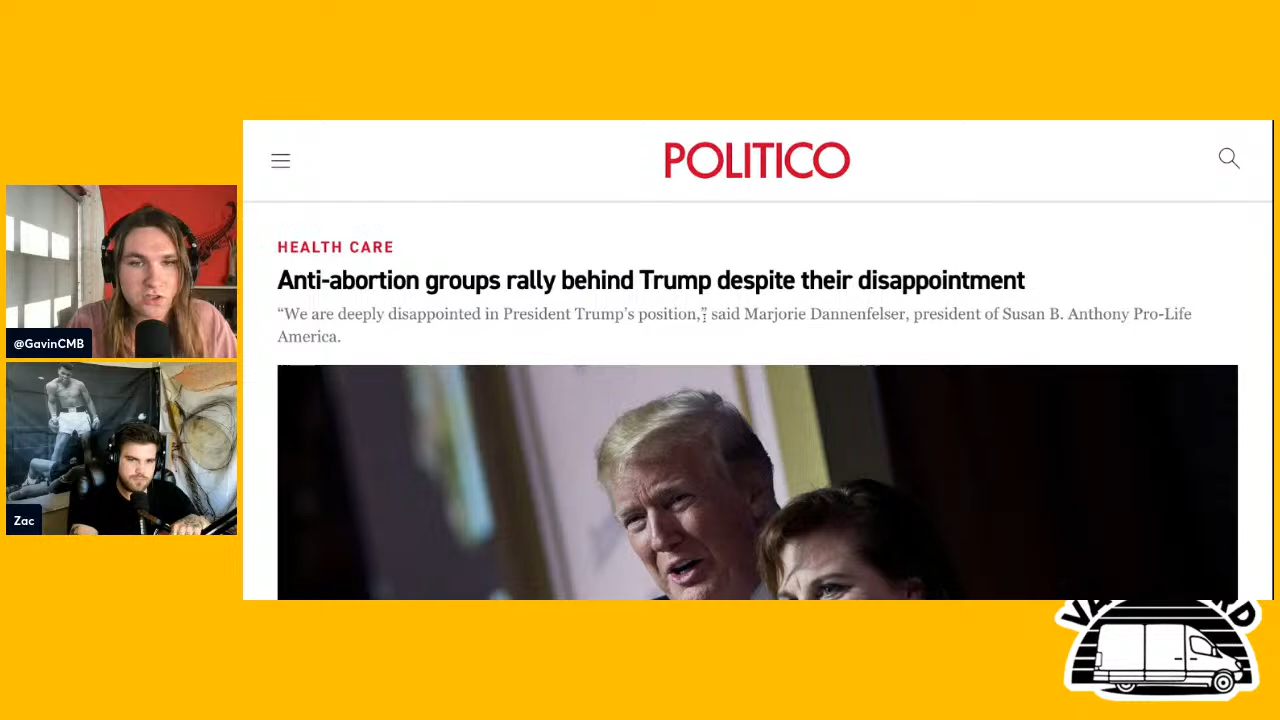 POLITICO
HEALTH CARE
Anti-abortion groups rally behind Trump despite their disappointment
“We are deeply disappointed in President Trump’s position,” said Marjorie Dannenfelser, president of Susan B. Anthony Pro-Life
America.
@GavinCMB
Zac